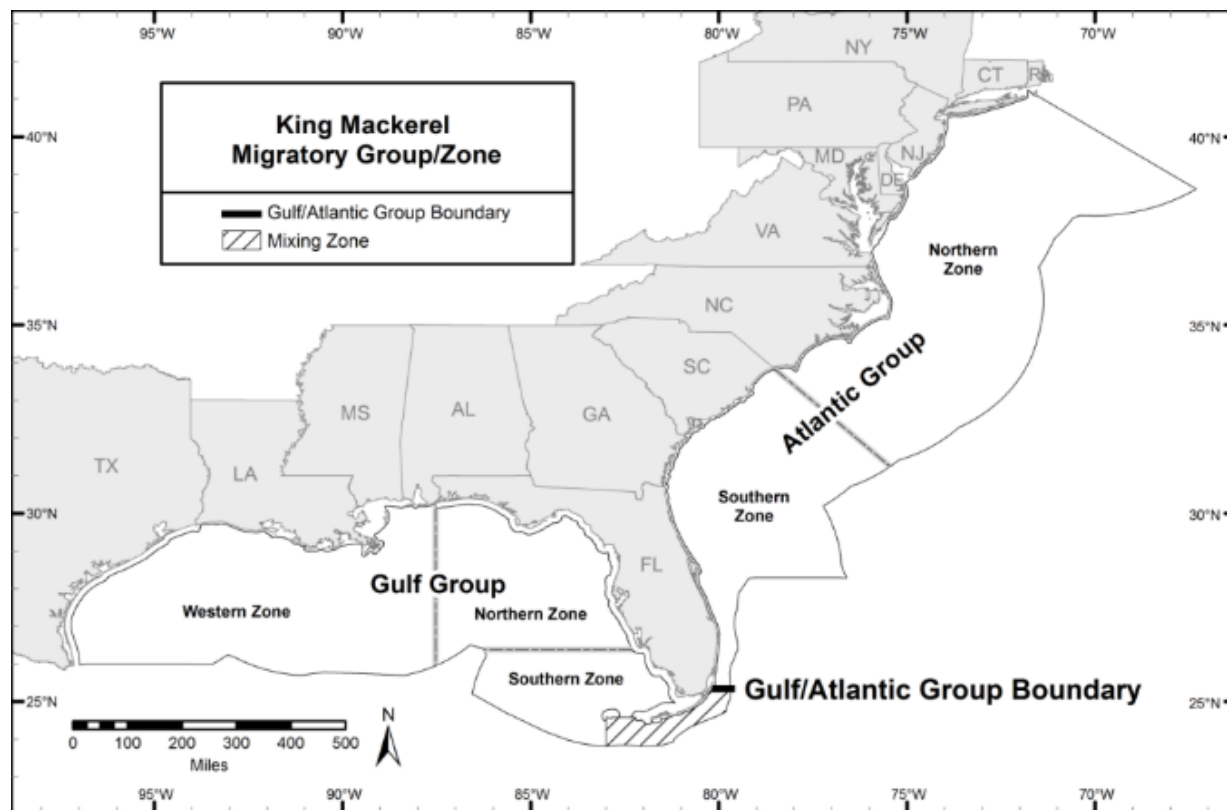 95°W 90°W 85°W 80°W 75°W 70°W
King Mackerel
Migratory Group/Zone
Gulf/Atlantic Group Boundary
Mixing Zone
NY
CT
RI
PA
40°N
40°N
MD
NJ
DE
VA
Northern
Zone
NC
35°N
35°N
SC
Atlantic Group
MS
AL
GA
TX
LA
Southern
Zone
30°N
30°N
FL
Gulf Group
Western Zone
Northern Zone
Southern Zone
Gulf/Atlantic Group Boundary
25°N
25°N
N
0 100 200 300 400 500
Miles
95°W 90°W 85°W 80°W 75°W 70°W